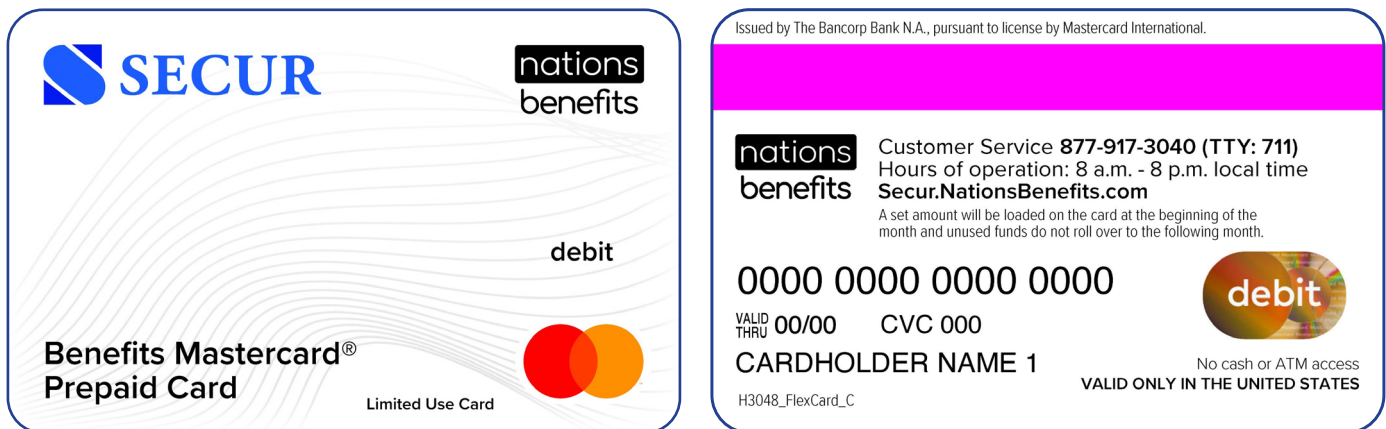 SECUR
nations
benefits
debit
Benefits Mastercard®
Prepaid Card
Limited Use Card
Issued by The Bancorp Bank N.A., pursuant to license by Mastercard International.
nations
benefits
Customer Service 877-917-3040 (TTY: 711)
Hours of operation: 8 a.m. - 8 p.m. local time
Secur.NationsBenefits.com
A set amount will be loaded on the card at the beginning of the
month and unused funds do not roll over to the following month.
0000 0000 0000 0000
debit
VALID
THRU 00/00 CVC 000
CARDHOLDER NAME 1
No cash or ATM access
VALID ONLY IN THE UNITED STATES
H3048_FlexCard_C